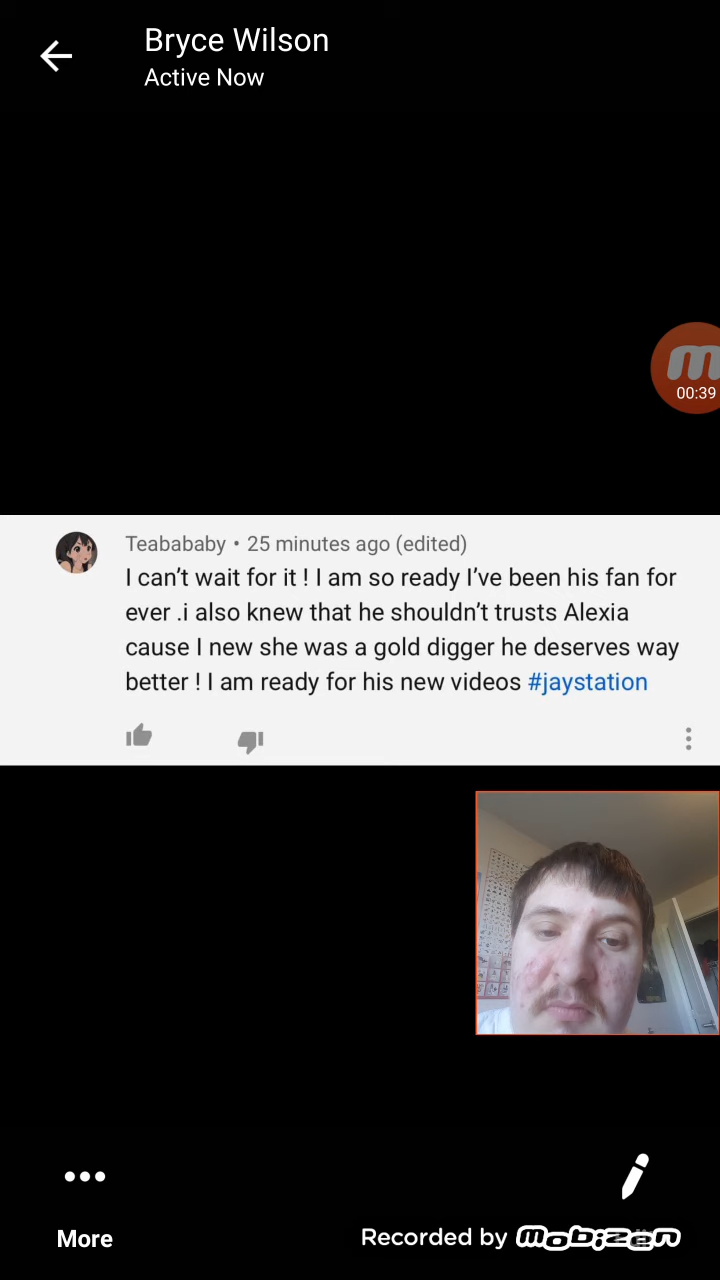 Bryce Wilson
Active Now
00:39
Teabababy • 25 minutes ago (edited)
I can't wait for it ! I am so ready I've been his fan for
ever .i also knew that he shouldn't trusts Alexia
cause I new she was a gold digger he deserves way
better ! I am ready for his new videos #jaystation
More
Recorded by mobizen